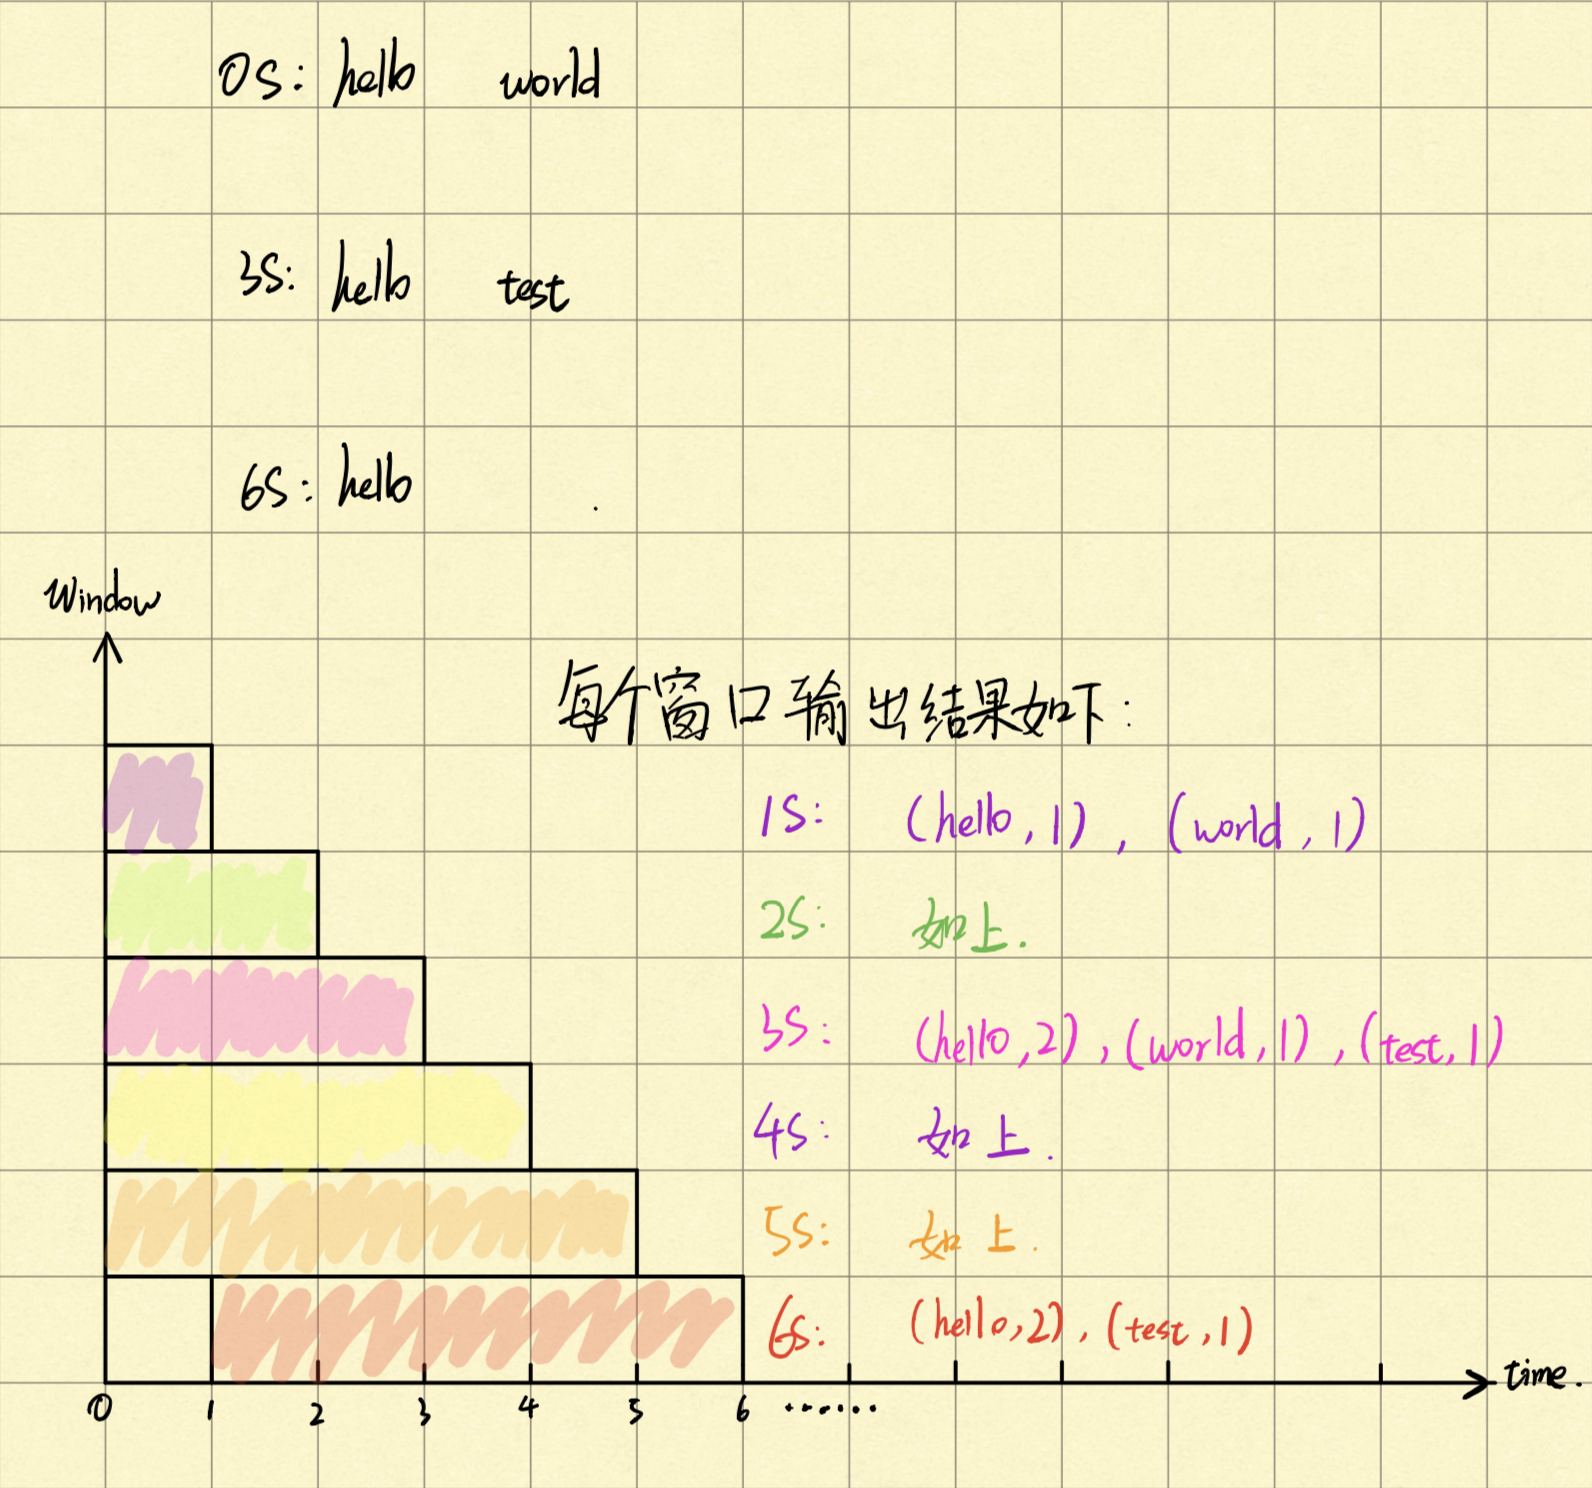 0S: hello world
3S: hello test
6S: hello
Window
每个窗口输出结果如下:
1S: (hello, 1), (world, 1)
2S: 如上.
3S: (hello, 2), (world, 1), (test, 1)
4S: 如上.
5S: 如上.
6S: (hello, 2), (test, 1)
time.
0 1 2 3 4 5 6 ......